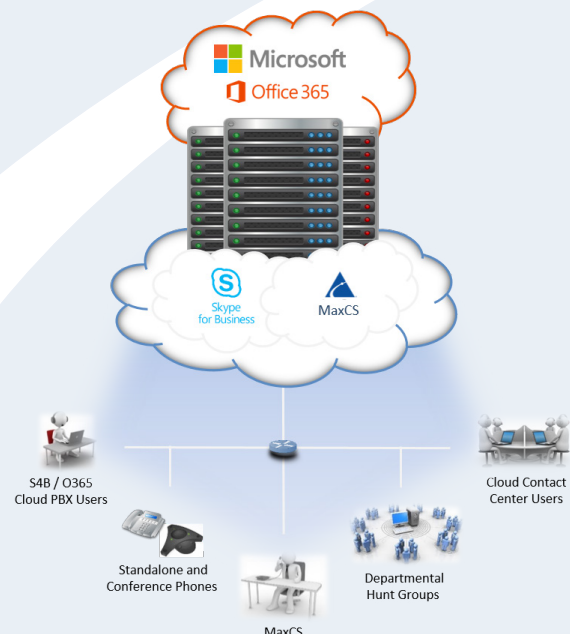 Microsoft
Office 365
Skype
for Business
MaxCS
S4B / O365
Cloud PBX Users
Cloud Contact
Center Users
Standalone and
Conference Phones
Departmental
Hunt Groups
MaxCS